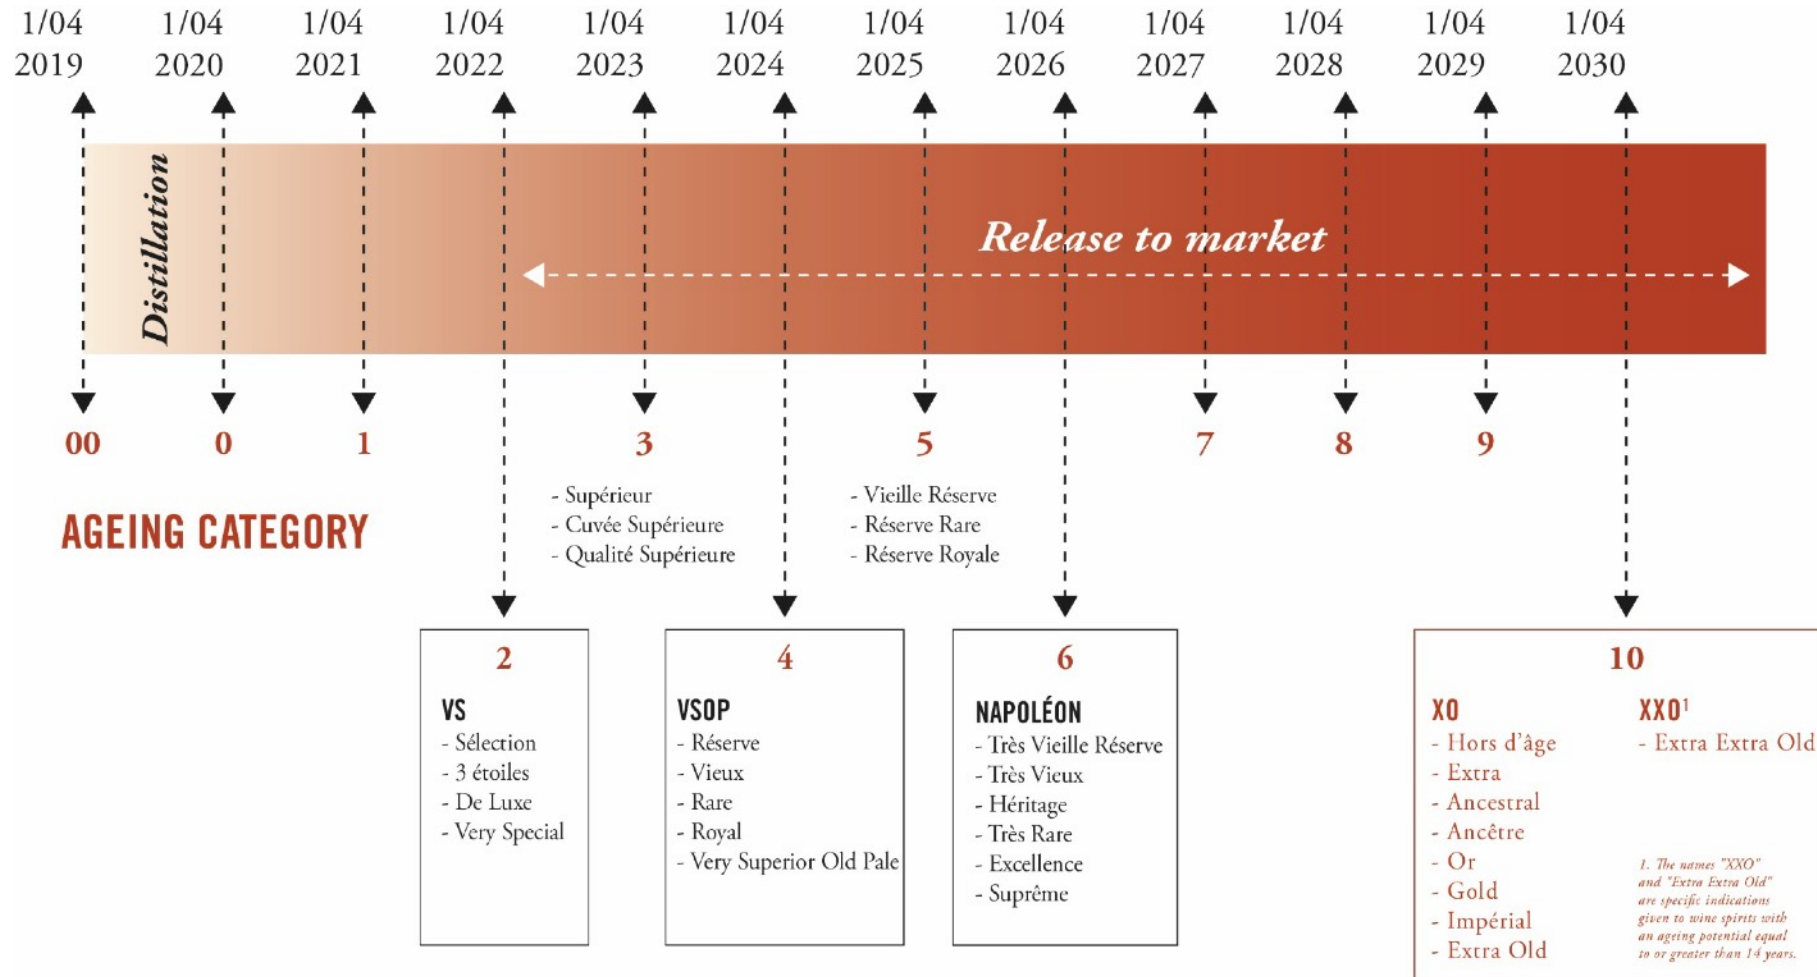 1/04 1/04 1/04 1/04 1/04 1/04 1/04 1/04 1/04 1/04 1/04 1/04
2019 2020 2021 2022 2023 2024 2025 2026 2027 2028 2029 2030
Distillation
Release to market
00 0 1 3 5 7 8 9
AGEING CATEGORY
- Supérieur
- Cuvée Supérieure
- Qualité Supérieure
- Vieille Réserve
- Réserve Rare
- Réserve Royale
2
VS
- Sélection
- 3 étoiles
- De Luxe
- Very Special
4
VSOP
- Réserve
- Vieux
- Rare
- Royal
- Very Superior Old Pale
6
NAPOLÉON
- Très Vieille Réserve
- Très Vieux
- Héritage
- Très Rare
- Excellence
- Suprême
10
XO
- Hors d'âge
- Extra
- Ancestral
- Ancêtre
- Or
- Gold
- Impérial
- Extra Old
XXO¹
- Extra Extra Old
1. The names "XXO"
and "Extra Extra Old"
are specific indications
given to wine spirits with
an ageing potential equal
to or greater than 14 years.